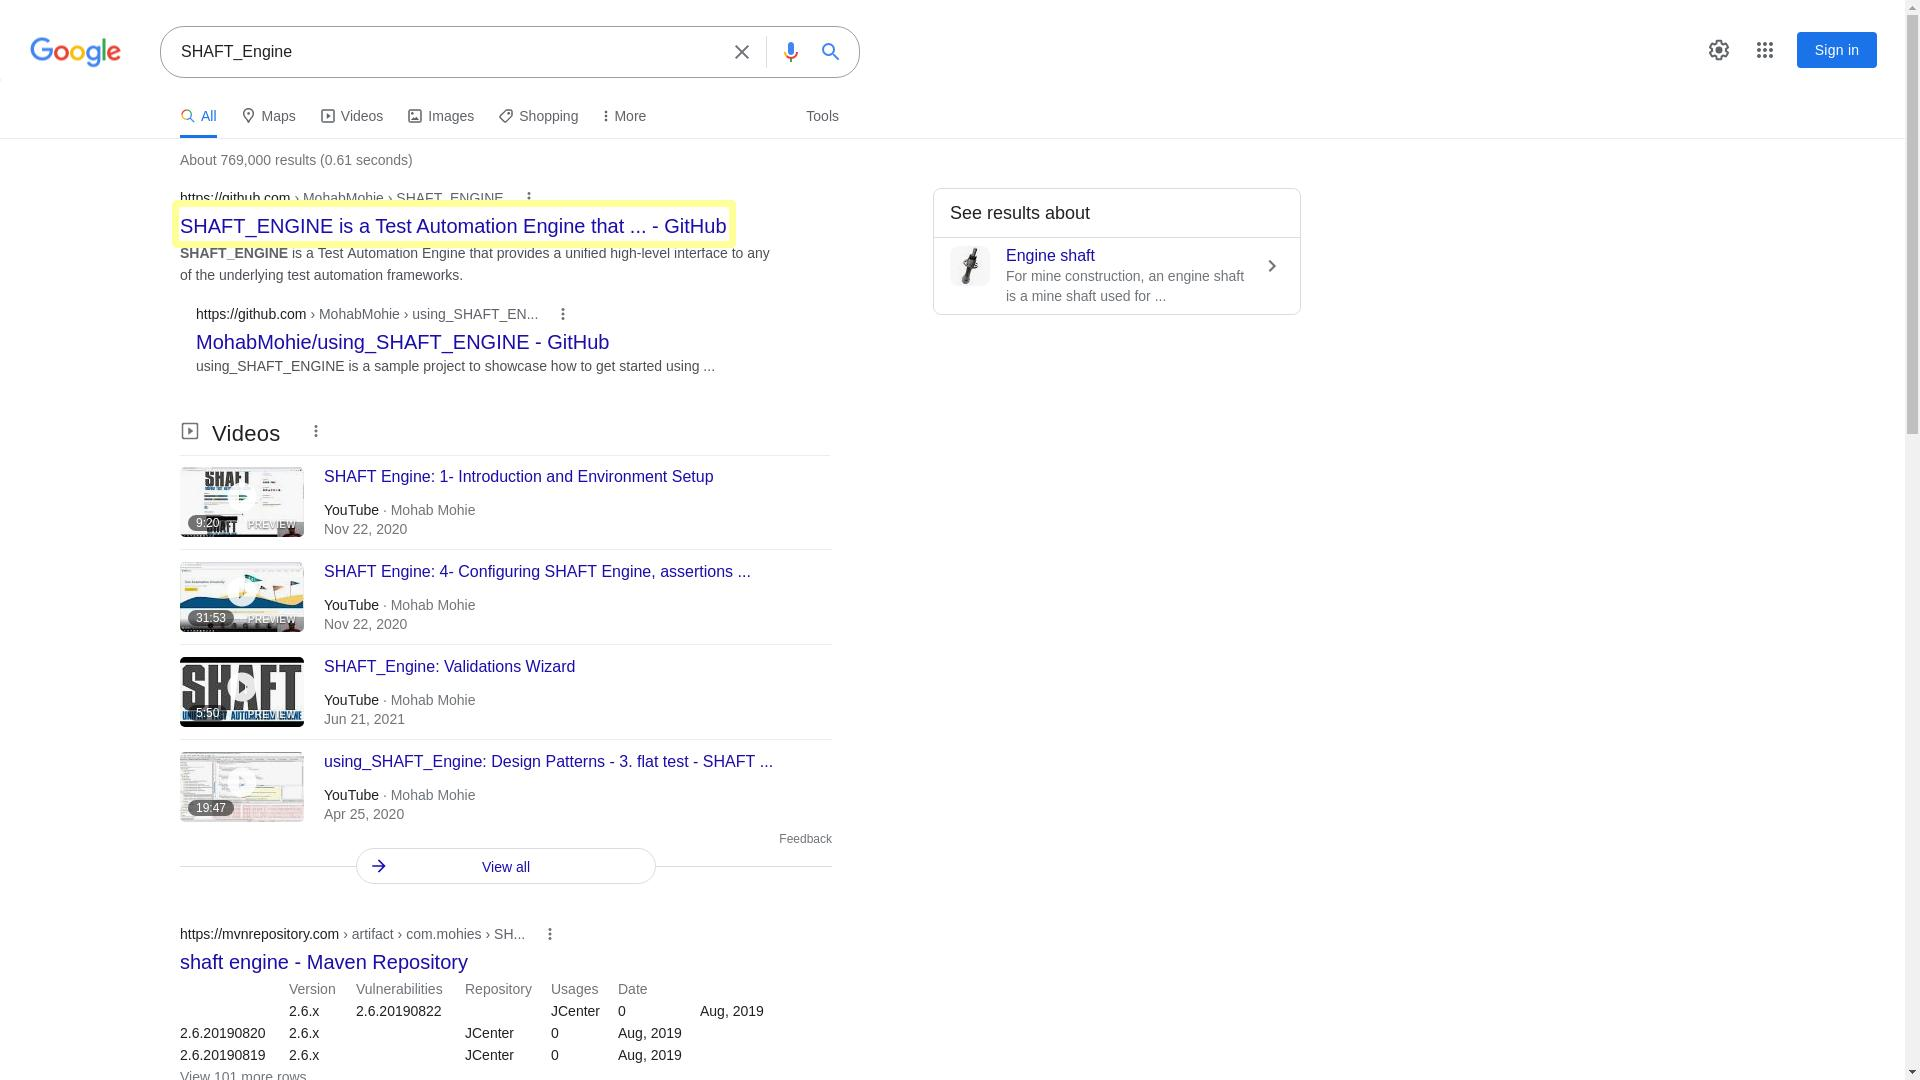 Google
SHAFT_Engine
Sign in
All
Maps
Videos
Images
Shopping
More
Tools
About 769,000 results (0.61 seconds)
https://github.com › MohabMohie › SHAFT_ENGINE
SHAFT_ENGINE is a Test Automation Engine that ... - GitHub
SHAFT_ENGINE is a Test Automation Engine that provides a unified high-level interface to any
of the underlying test automation frameworks.
https://github.com › MohabMohie › using_SHAFT_EN...
MohabMohie/using_SHAFT_ENGINE - GitHub
using_SHAFT_ENGINE is a sample project to showcase how to get started using ...
See results about
Engine shaft
For mine construction, an engine shaft
is a mine shaft used for ...
Videos
SHAFT
9:20
PREVIEW
SHAFT Engine: 1- Introduction and Environment Setup
YouTube · Mohab Mohie
Nov 22, 2020
31:53
PREVIEW
SHAFT Engine: 4- Configuring SHAFT Engine, assertions ...
YouTube · Mohab Mohie
Nov 22, 2020
SHAFT
5:50
PREVIEW
SHAFT_Engine: Validations Wizard
YouTube · Mohab Mohie
Jun 21, 2021
19:47
using_SHAFT_Engine: Design Patterns - 3. flat test - SHAFT ...
YouTube · Mohab Mohie
Apr 25, 2020
Feedback
View all
https://mvnrepository.com › artifact › com.mohies › SH...
shaft engine - Maven Repository
Version Vulnerabilities Repository Usages Date
2.6.x 2.6.20190822 JCenter 0 Aug, 2019
2.6.20190820 2.6.x JCenter 0 Aug, 2019
2.6.20190819 2.6.x JCenter 0 Aug, 2019
View 101 more rows